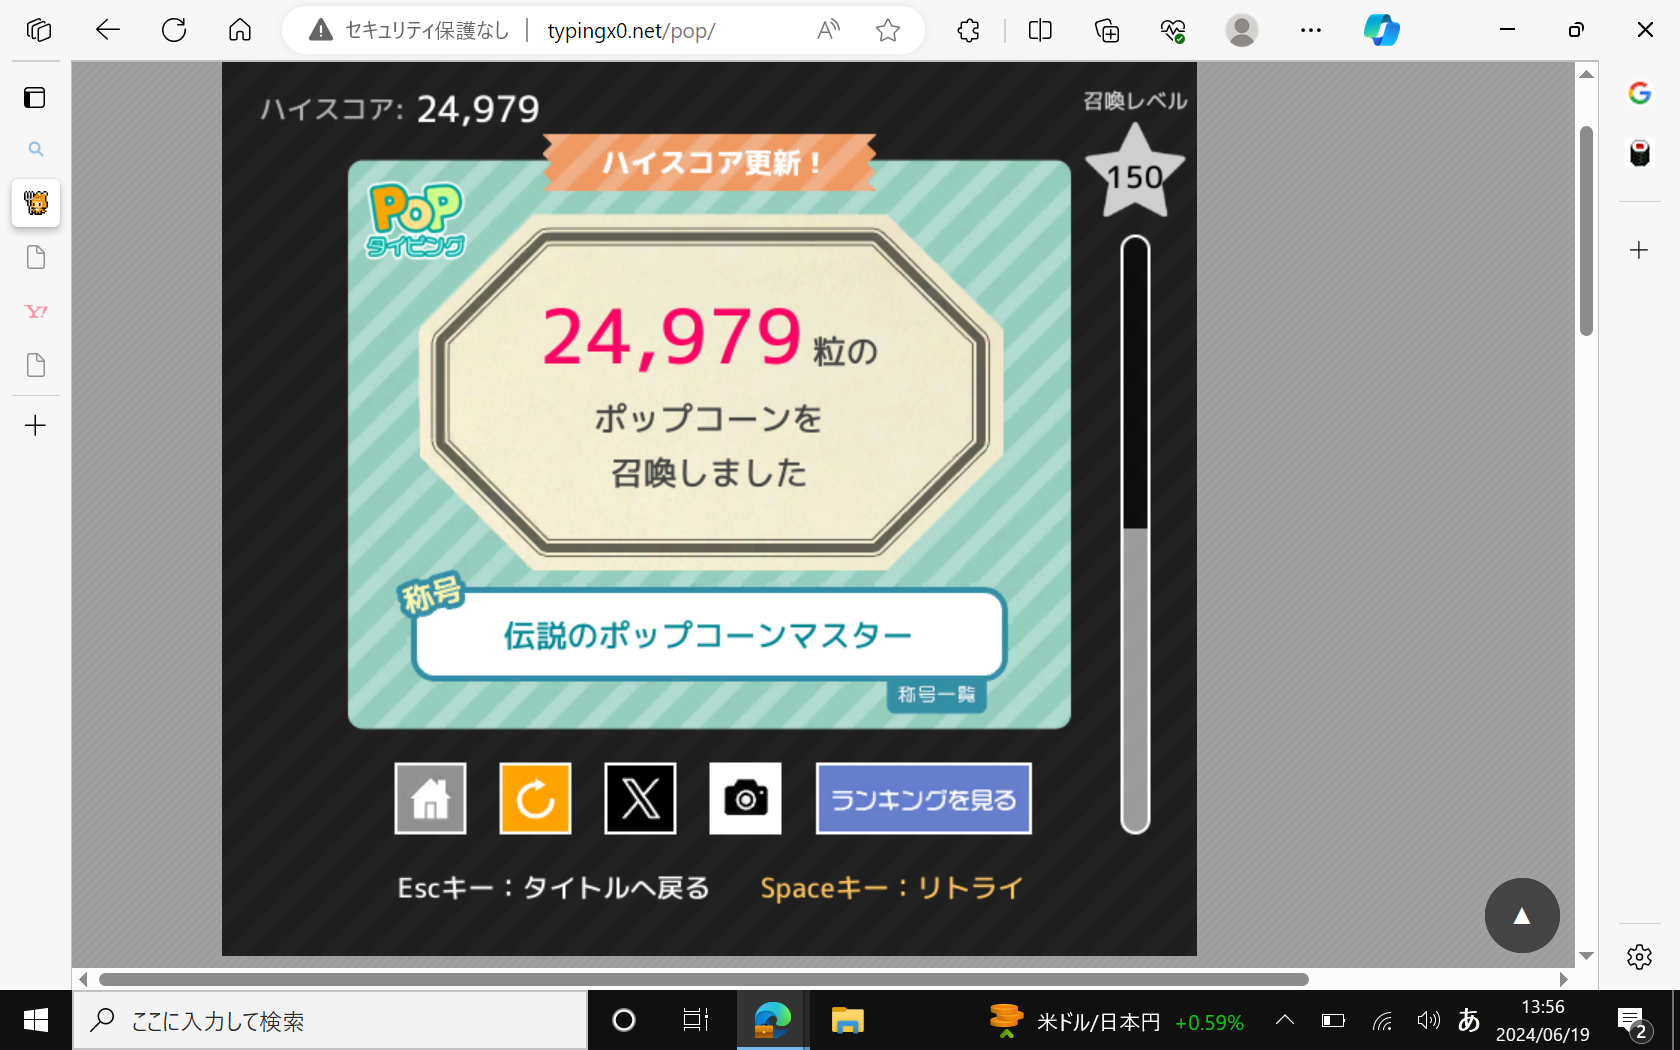 セキュリティ保護なし
typingx0.net/pop/
ハイスコア: 24,979
召喚レベル
150
ハイスコア更新！
POP
タイピング
24,979 粒の
ポップコーンを
召喚しました
称号
伝説のポップコーンマスター
称号一覧
ランキングを見る
Escキー：タイトルへ戻る
Spaceキー：リトライ
ここに入力して検索
米ドル/日本円 +0.59%
あ
13:56
2024/06/19
2